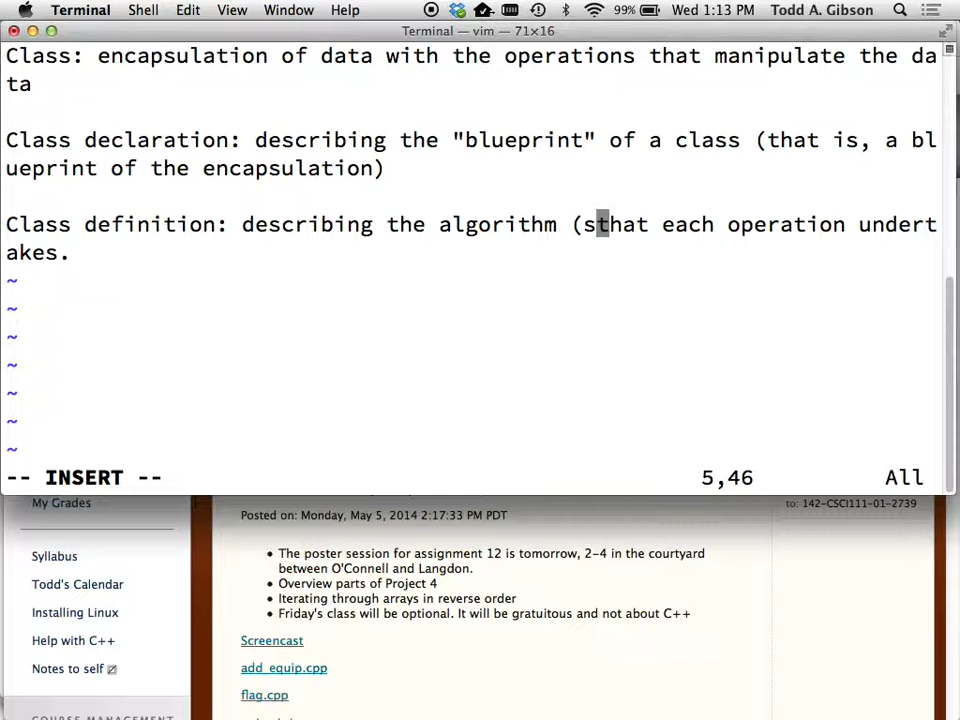 Terminal Shell Edit View Window Help 99% Wed 1:13 PM Todd A. Gibson
Terminal — vim — 71×16
Class: encapsulation of data with the operations that manipulate the da
ta
Class declaration: describing the "blueprint" of a class (that is, a bl
ueprint of the encapsulation)
Class definition: describing the algorithm (sthat each operation undert
akes.
~
~
~
~
~
~
~
-- INSERT -- 5,46 All
My Grades
Syllabus
Todd's Calendar
Installing Linux
Help with C++
Notes to self
COURSE MANAGEMENT
Posted on: Monday, May 5, 2014 2:17:33 PM PDT
• The poster session for assignment 12 is tomorrow, 2-4 in the courtyard
between O'Connell and Langdon.
• Overview parts of Project 4
• Iterating through arrays in reverse order
• Friday's class will be optional. It will be gratuitous and not about C++
Screencast
add_equip.cpp
flag.cpp
to: 142-CSCI111-01-2739